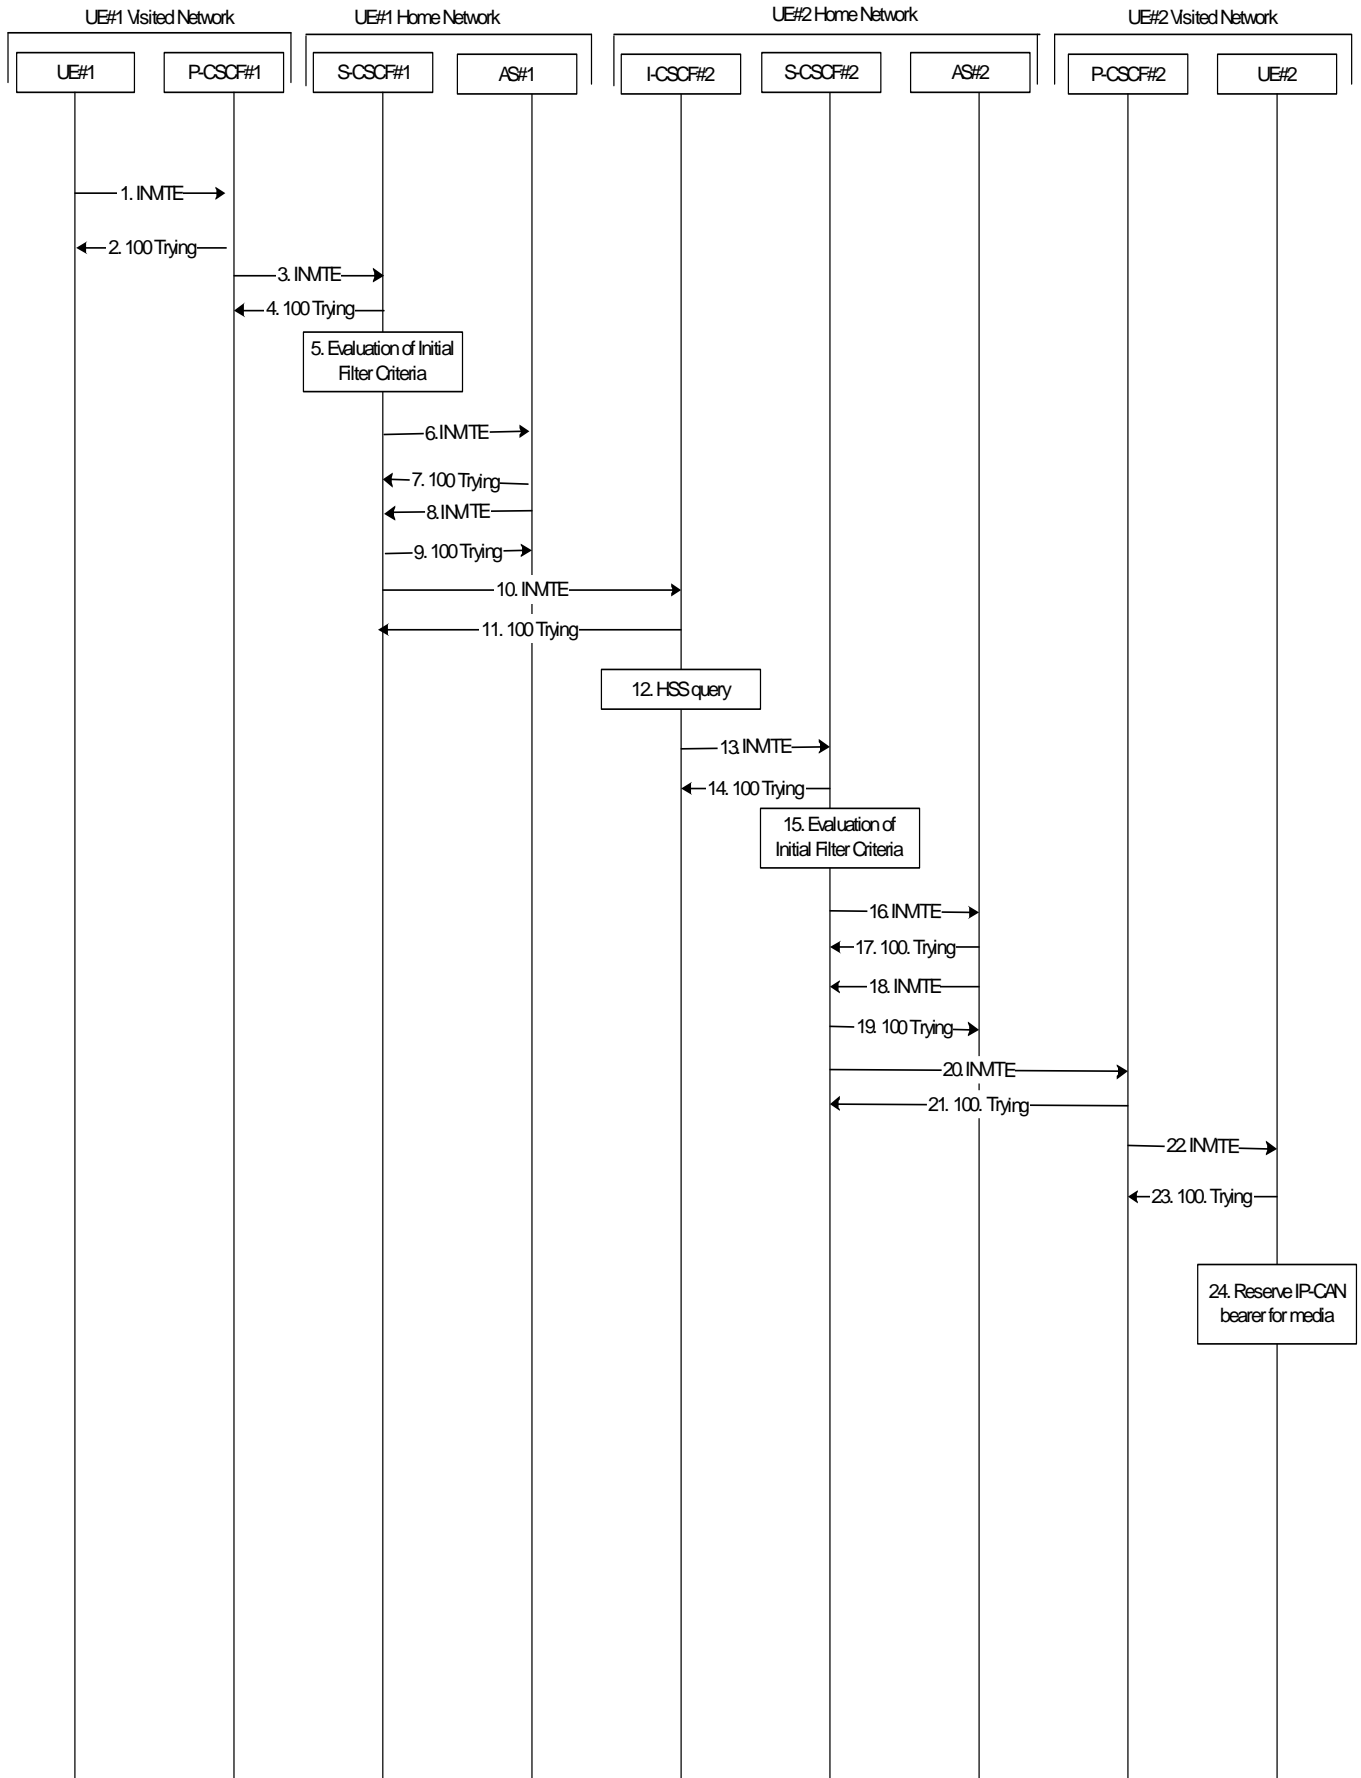 UE#1 Visited Network
UE#1 Home Network
UE#2 Home Network
UE#2 Visited Network
UE#1
P-CSCF#1
S-CSCF#1
AS#1
I-CSCF#2
S-CSCF#2
AS#2
P-CSCF#2
UE#2
1. INVITE
2. 100 Trying
3. INVITE
4. 100 Trying
5. Evaluation of Initial
Filter Criteria
6. INVITE
7. 100 Trying
8. INVITE
9. 100 Trying
10. INVITE
11. 100 Trying
12. HSS query
13. INVITE
14. 100 Trying
15. Evaluation of
Initial Filter Criteria
16. INVITE
17. 100. Trying
18. INVITE
19. 100 Trying
20. INVITE
21. 100. Trying
22. INVITE
23. 100. Trying
24. Reserve IP-CAN
bearer for media